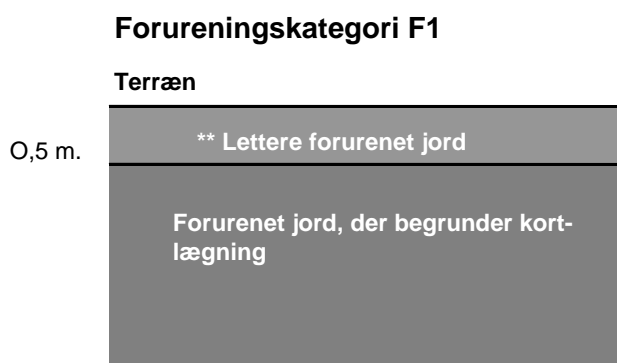 Forureningskategori F1
Terræn
O,5 m.
** Lettere forurenet jord
Forurenet jord, der begrunder kort-
lægning